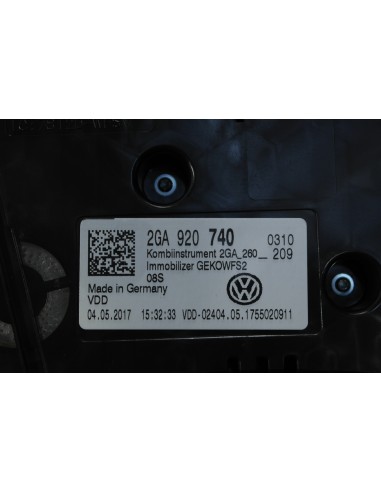 2GA 920 740 0310
Kombiinstrument 2GA_260__ 209
Immobilizer GEKOWFS2
08S
Made in Germany
VDD
04.05.2017 15:32:33 VDD-02404.05.1755020911